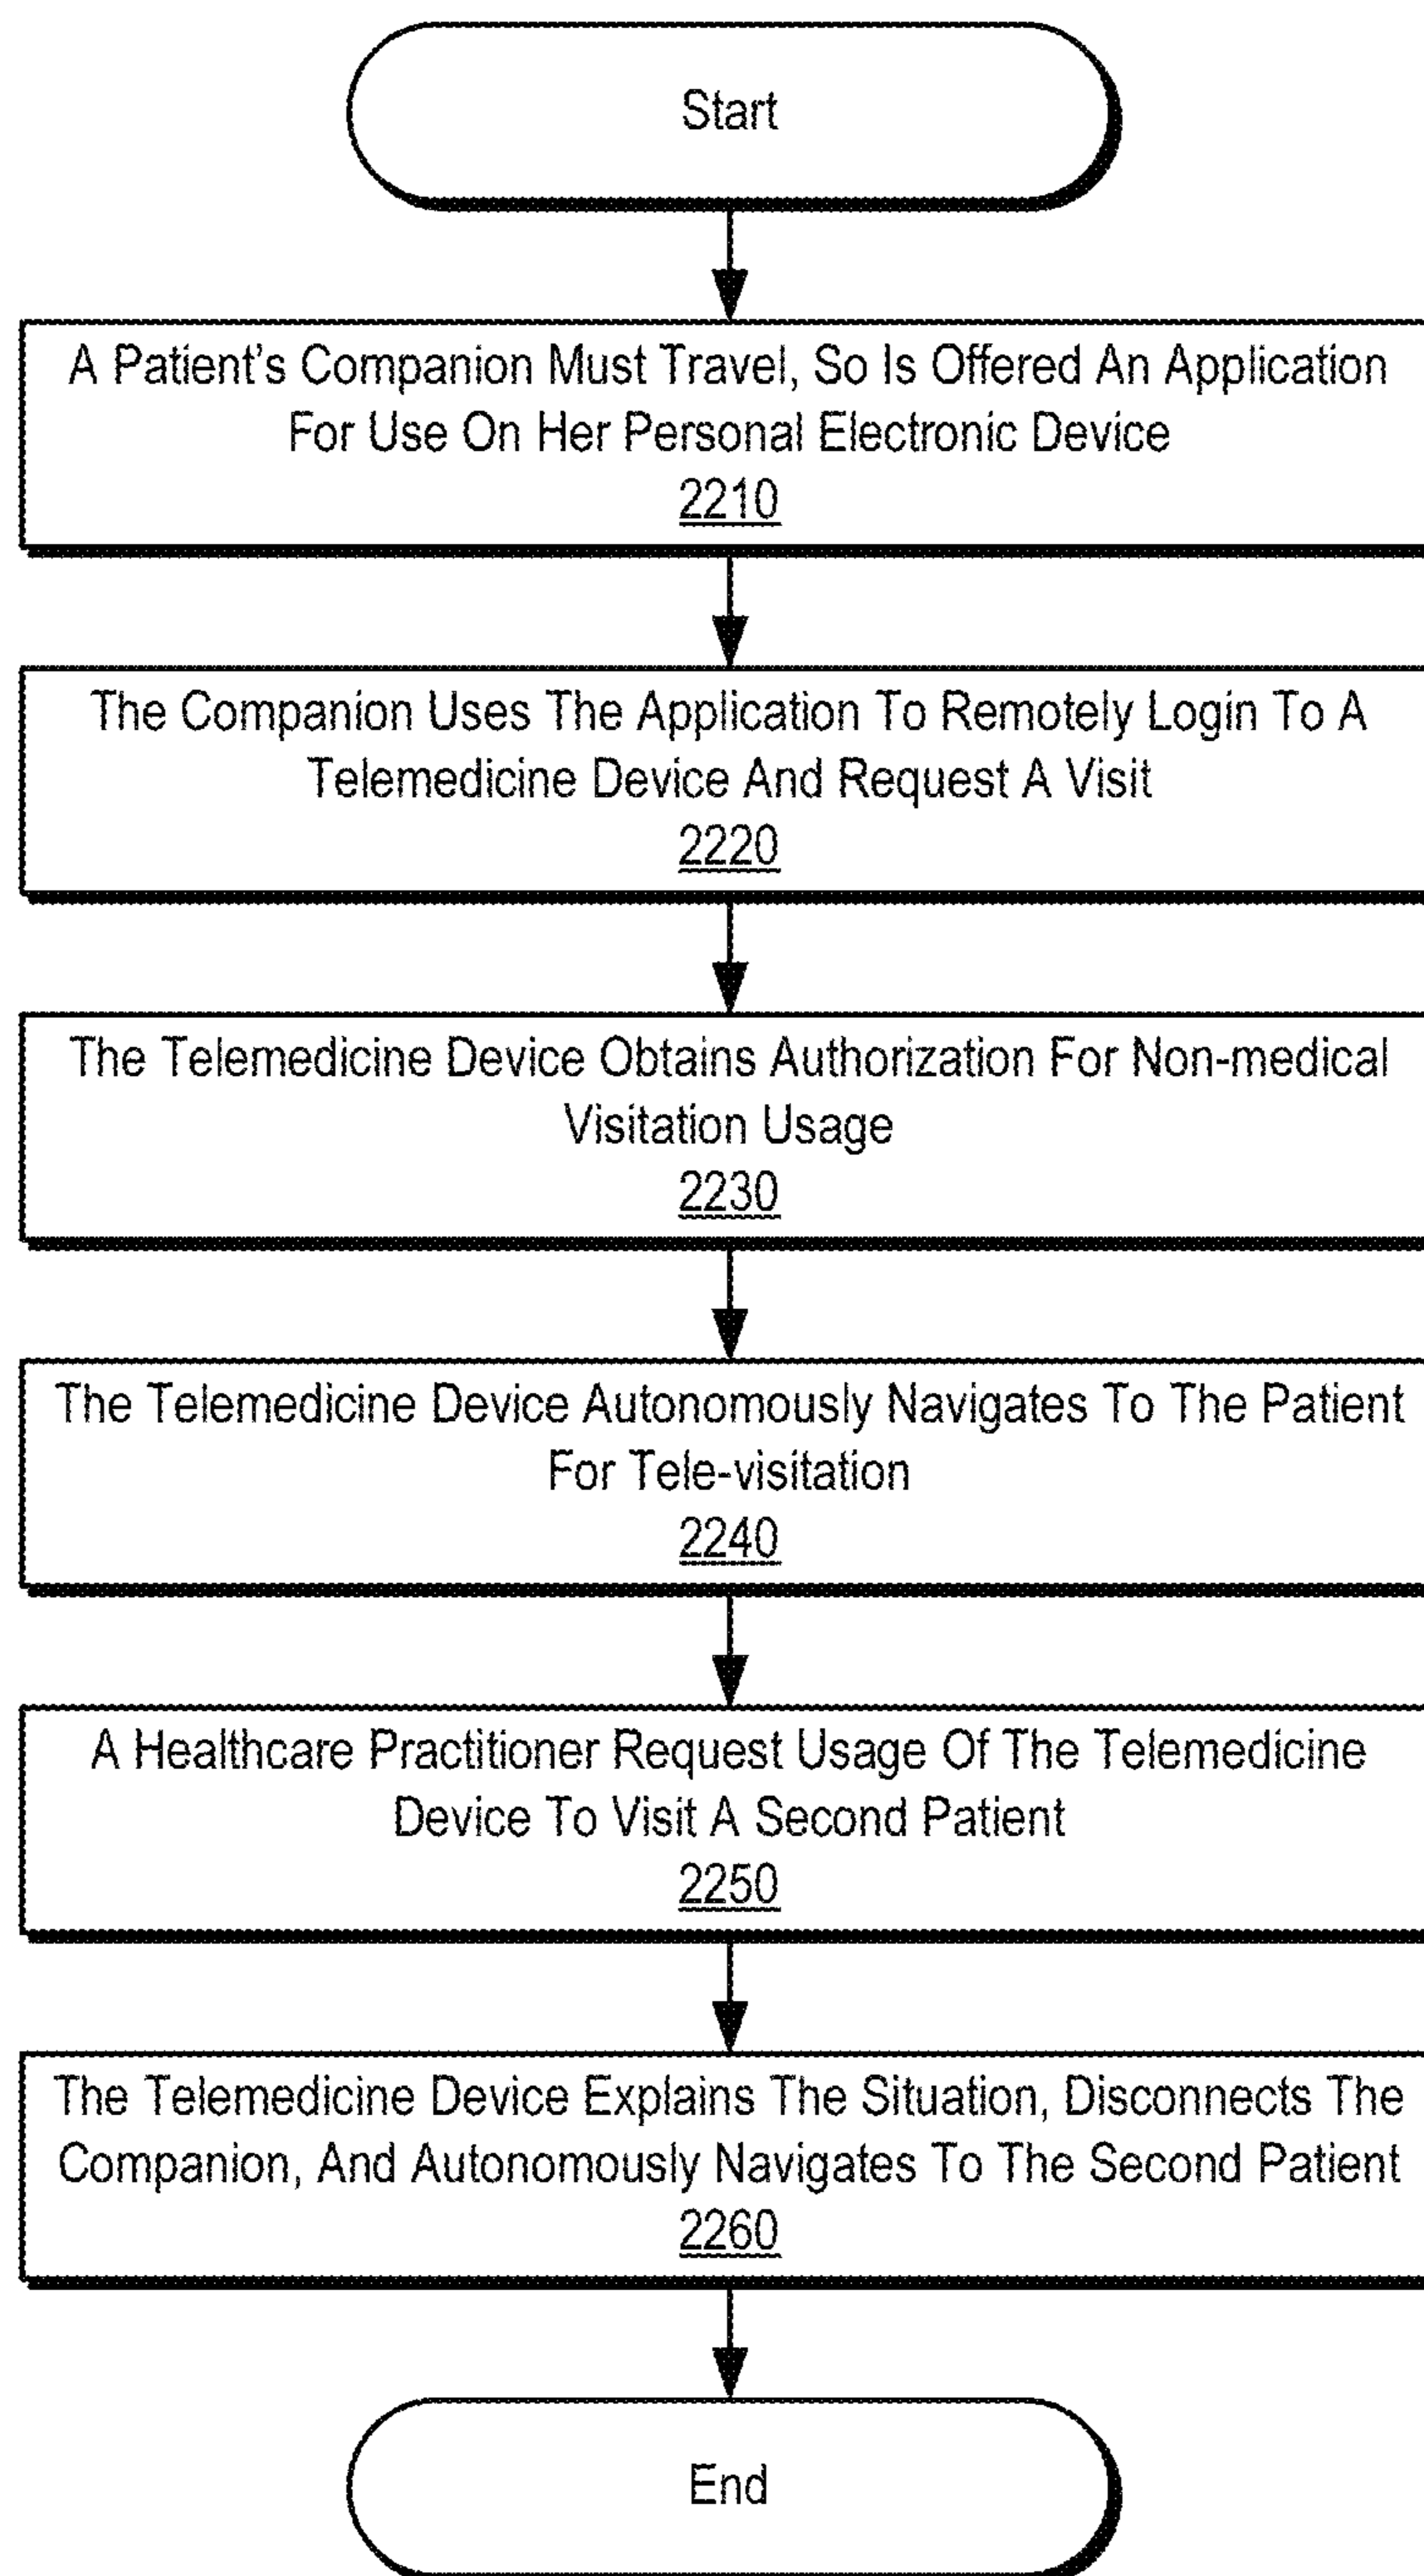 Start
A Patient's Companion Must Travel, So Is Offered An Application
For Use On Her Personal Electronic Device
2210
The Companion Uses The Application To Remotely Login To A
Telemedicine Device And Request A Visit
2220
The Telemedicine Device Obtains Authorization For Non-medical
Visitation Usage
2230
The Telemedicine Device Autonomously Navigates To The Patient
For Tele-visitation
2240
A Healthcare Practitioner Request Usage Of The Telemedicine
Device To Visit A Second Patient
2250
The Telemedicine Device Explains The Situation, Disconnects The
Companion, And Autonomously Navigates To The Second Patient
2260
End